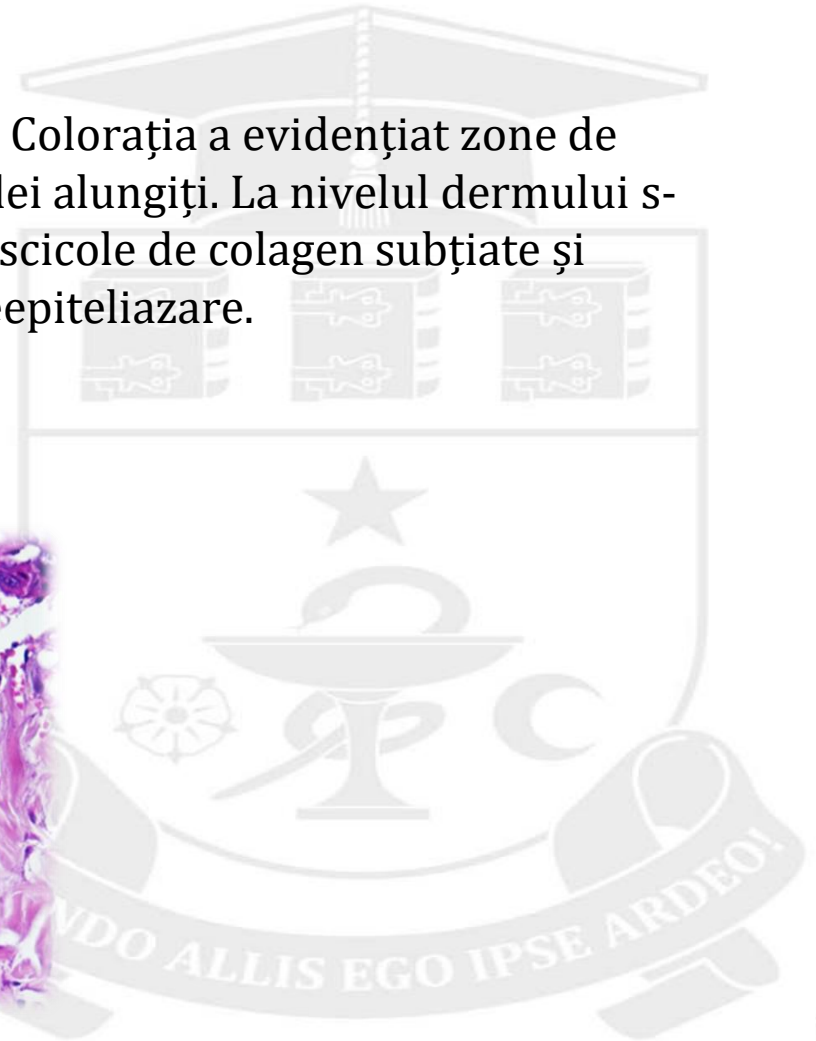 Colorația a evidențiat zone de
lei alungiți. La nivelul dermului s-
scicole de colagen subțiate și
epiteliazare.
NDO ALLIS EGO IPSE ARDEO!